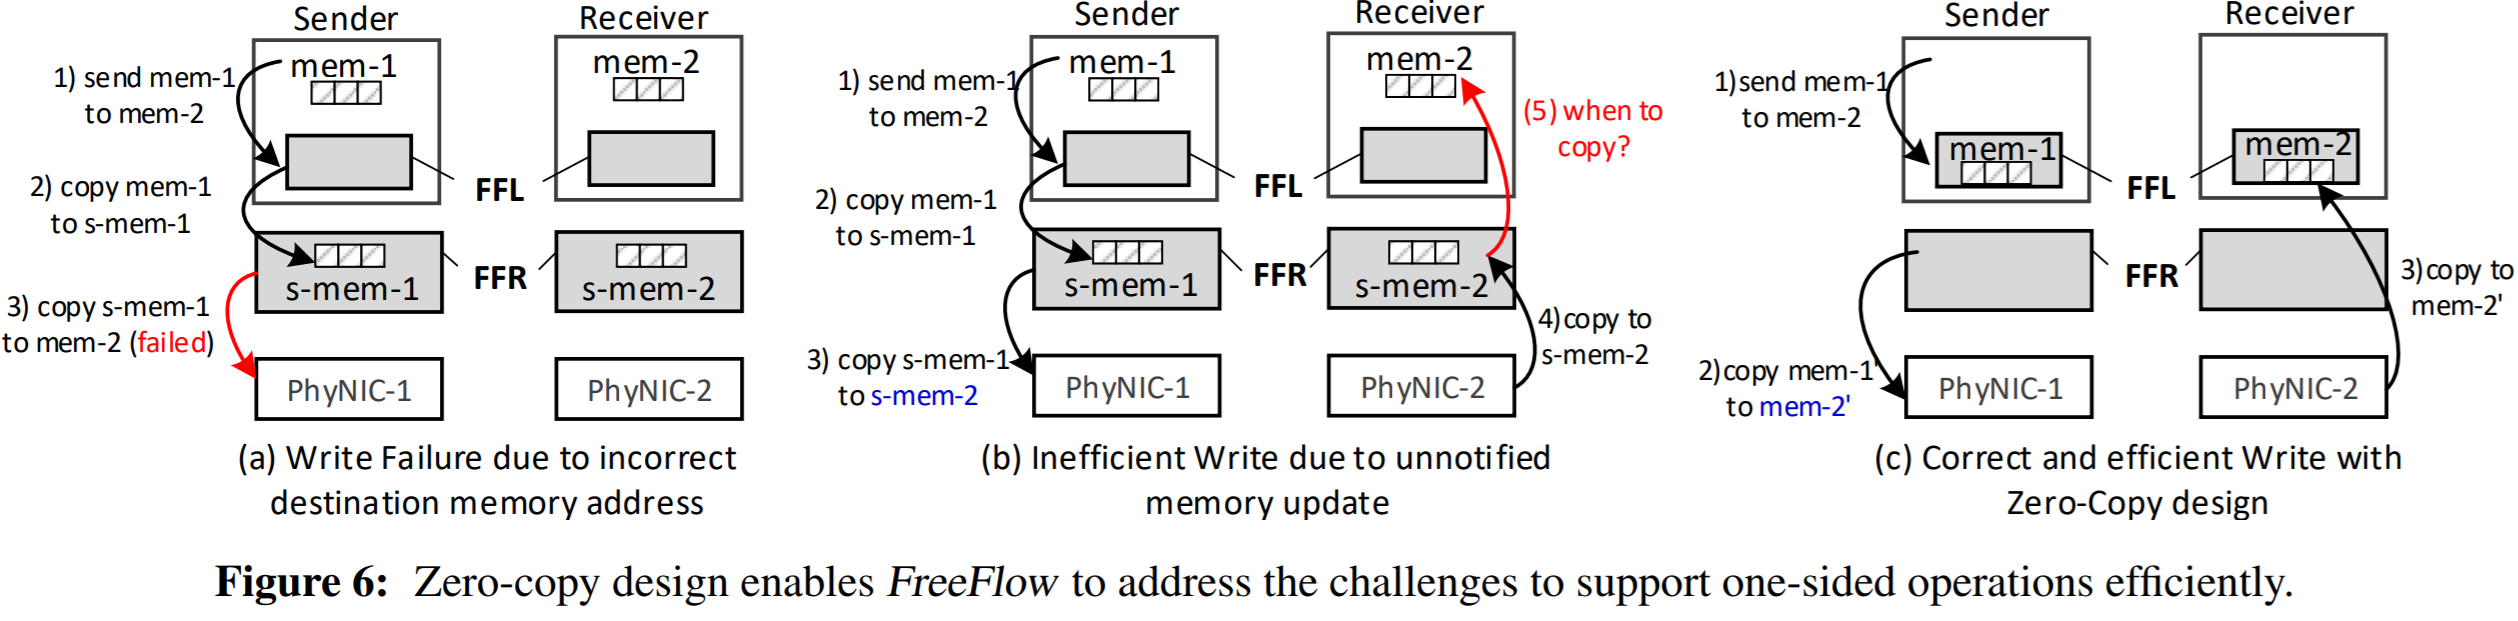 Sender
Receiver
mem-1
mem-2
1) send mem-1
to mem-2
2) copy mem-1
to s-mem-1
FFL
FFR
s-mem-1
s-mem-2
3) copy s-mem-1
to mem-2 (failed)
PhyNIC-1
PhyNIC-2
(a) Write Failure due to incorrect
destination memory address
Sender
Receiver
mem-1
mem-2
1) send mem-1
to mem-2
(5) when to
copy?
2) copy mem-1
to s-mem-1
FFL
FFR
s-mem-1
s-mem-2
4)copy to
s-mem-2
3) copy s-mem-1
to s-mem-2
PhyNIC-1
PhyNIC-2
(b) Inefficient Write due to unnotified
memory update
Sender
Receiver
1)send mem-1
to mem-2
mem-1
mem-2
FFL
FFR
3)copy to
mem-2'
2)copy mem-1'
to mem-2'
PhyNIC-1
PhyNIC-2
(c) Correct and efficient Write with
Zero-Copy design
Figure 6: Zero-copy design enables FreeFlow to address the challenges to support one-sided operations efficiently.